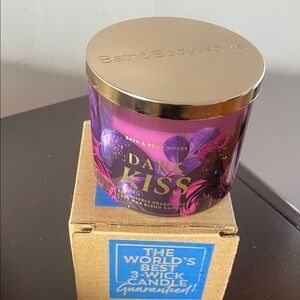 Bath&BodyWorks
BATH & BODY WORKS
DARK
KISS
THE
WORLD'S
BEST
3-WICK
CANDLE
Guaranteed!